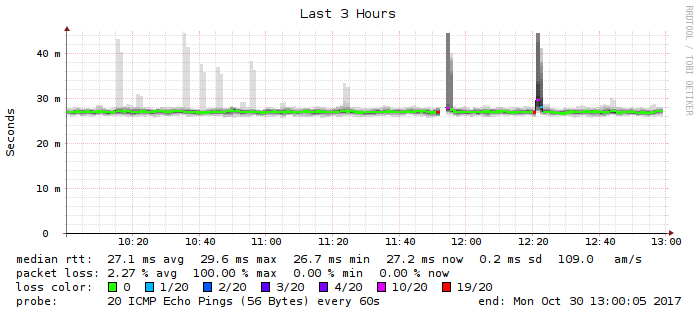 Last 3 Hours
RRDTOOL / TOBI OETIKER
Seconds
40 m
30 m
20 m
10 m
0
10:20 10:40 11:00 11:20 11:40 12:00 12:20 12:40 13:00
median rtt: 27.1 ms avg 29.6 ms max 26.7 ms min 27.2 ms now 0.2 ms sd 109.0 am/s
packet loss: 2.27 % avg 100.00 % max 0.00 % min 0.00 % now
loss color: 0 1/20 2/20 3/20 4/20 10/20 19/20
probe: 20 ICMP Echo Pings (56 Bytes) every 60s end: Mon Oct 30 13:00:05 2017